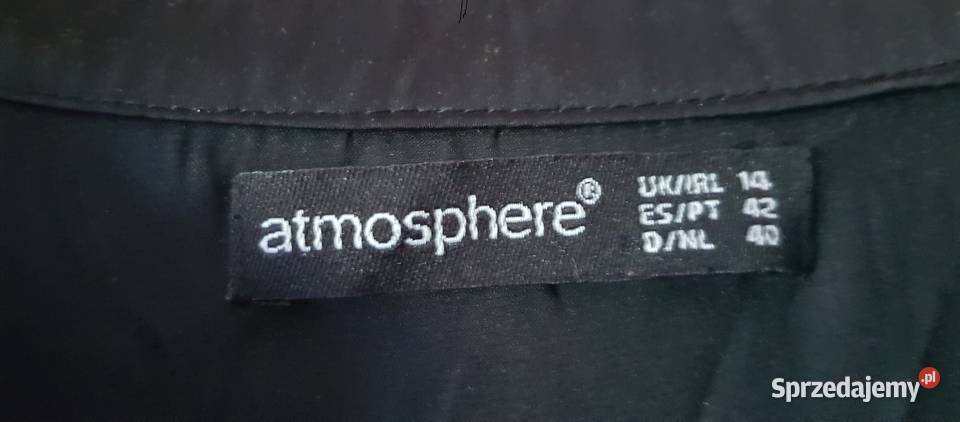 atmosphere®
UK/IRL 14
ES/PT 42
D/NL 40
Sprzedajemy.pl